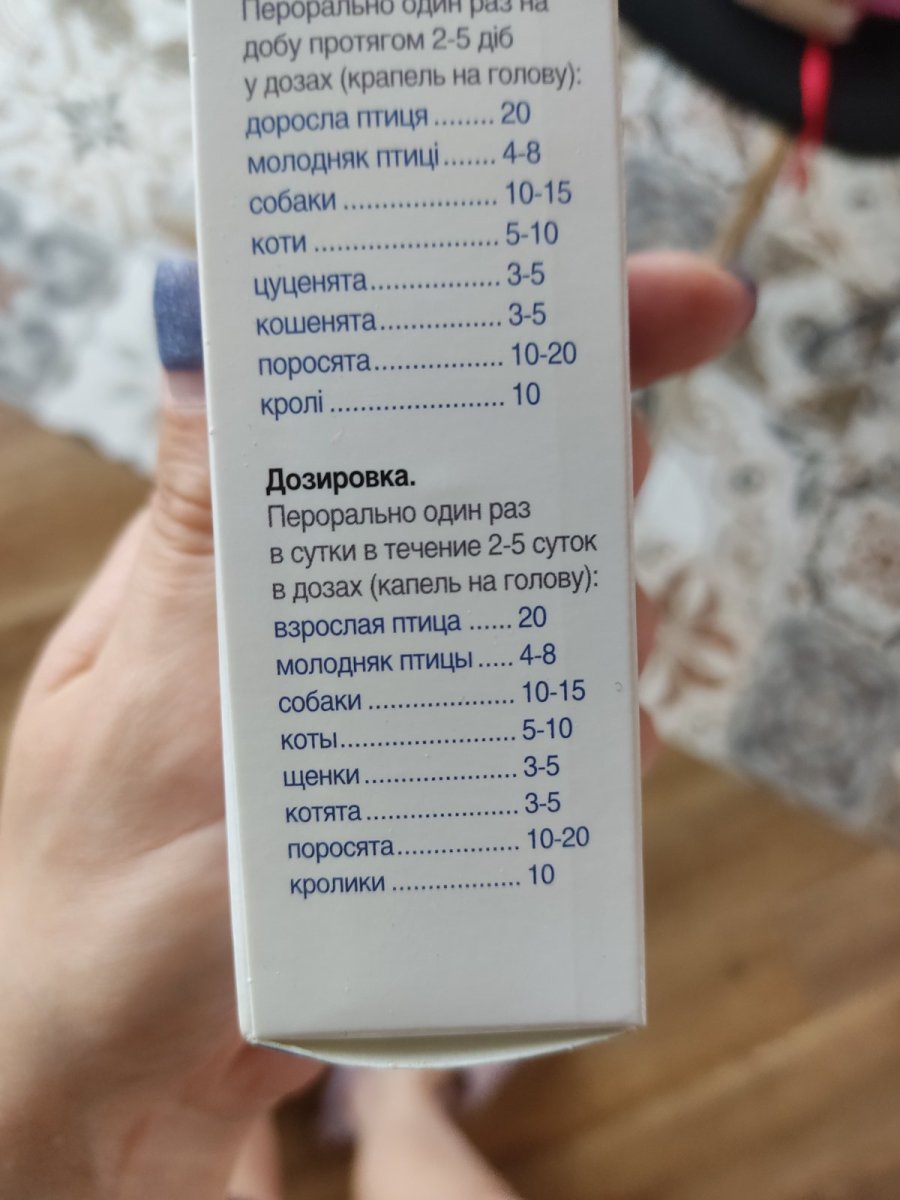 Перорально один раз на
добу протягом 2-5 діб
у дозах (крапель на голову):
доросла птиця ........ 20
молодняк птиці ....... 4-8
собаки ...................... 10-15
коти .......................... 5-10
цуценята .................. 3-5
кошенята ................. 3-5
поросята .................. 10-20
кролі ......................... 10
Дозировка.
Перорально один раз
в сутки в течение 2-5 суток
в дозах (капель на голову):
взрослая птица ...... 20
молодняк птицы ..... 4-8
собаки ...................... 10-15
коты ......................... 5-10
щенки ...................... 3-5
котята ...................... 3-5
поросята .................. 10-20
кролики ................... 10